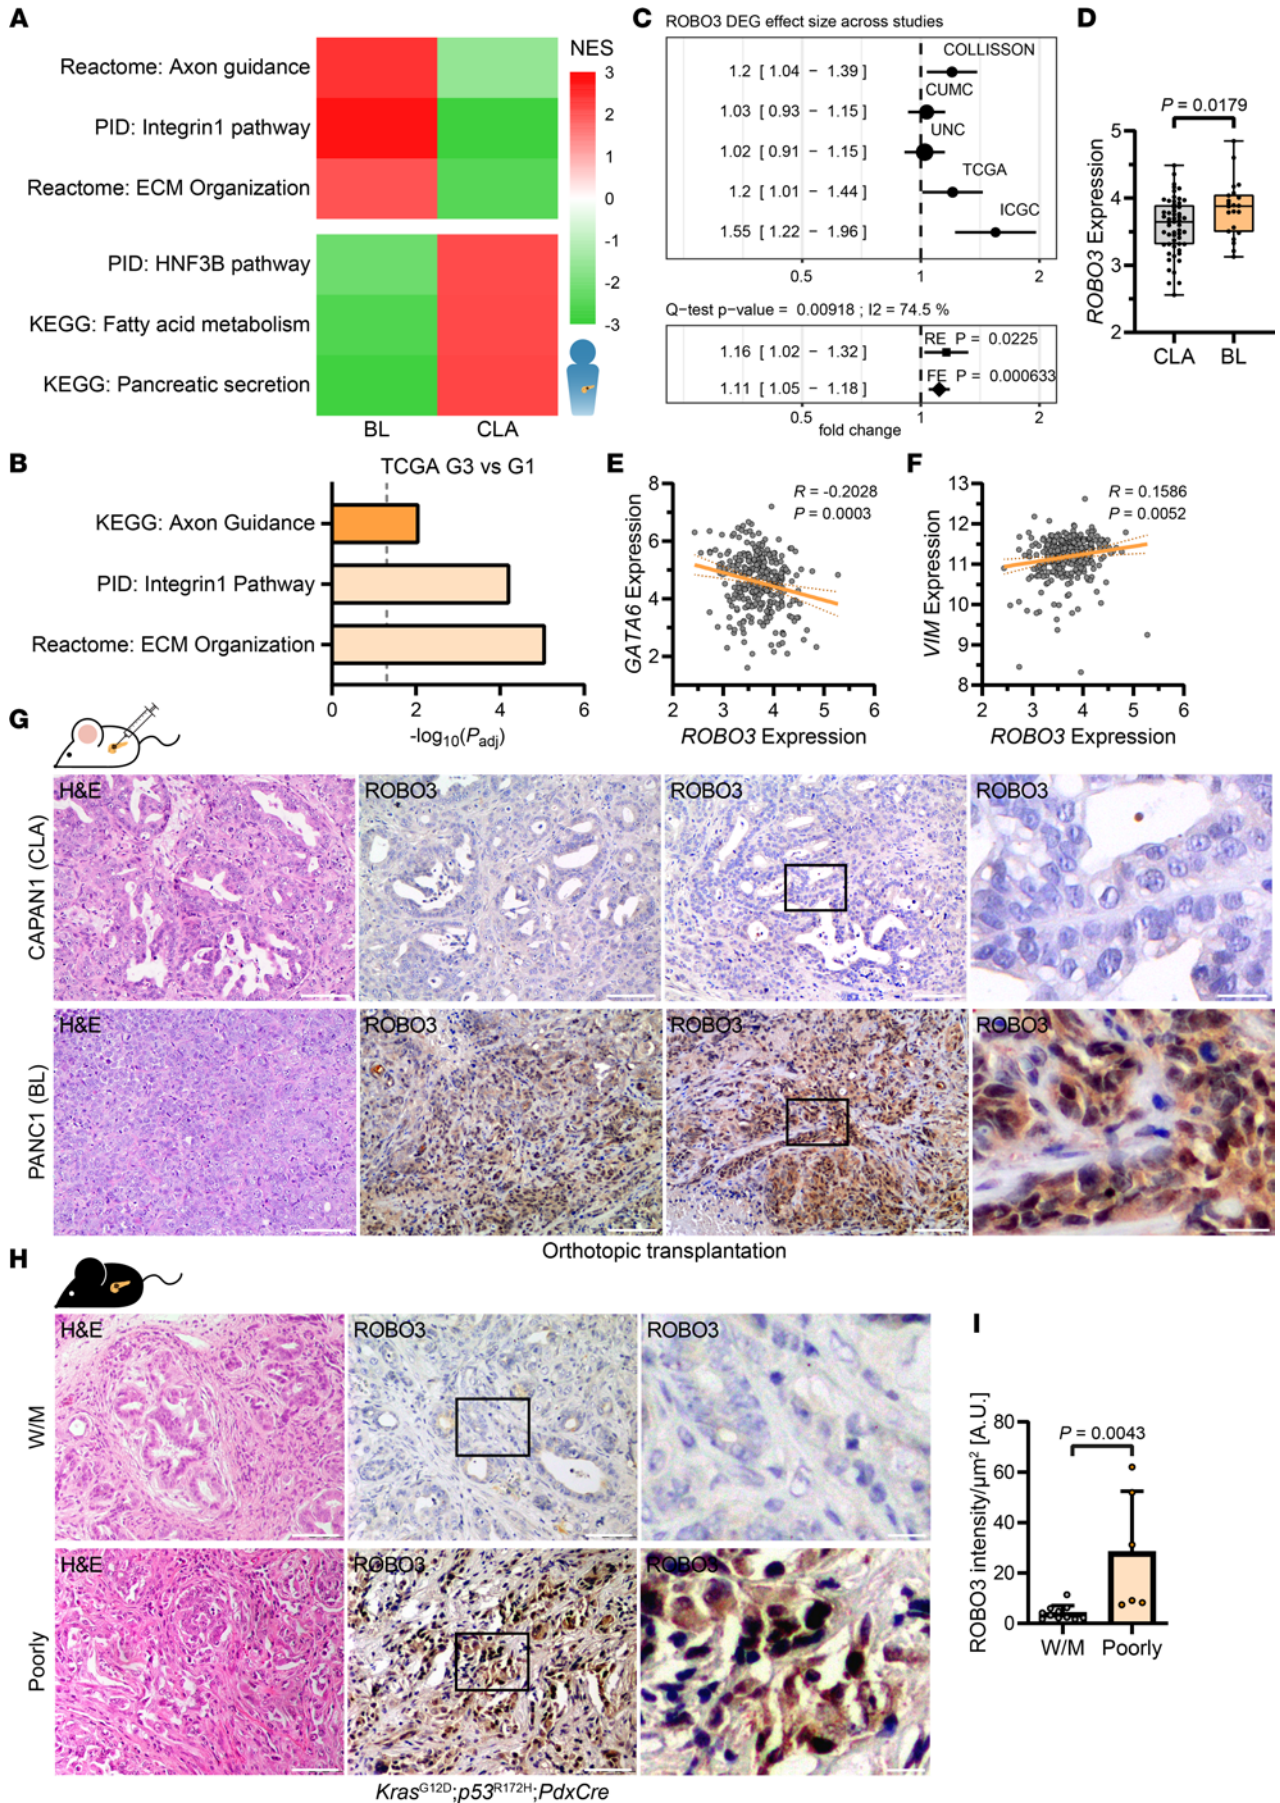 A
Reactome: Axon guidance
PID: Integrin1 pathway
Reactome: ECM Organization
PID: HNF3B pathway
KEGG: Fatty acid metabolism
KEGG: Pancreatic secretion
BL CLA
NES
3
2
1
0
-1
-2
-3
C ROBO3 DEG effect size across studies
COLLISSON
1.2 [ 1.04 − 1.39 ]
CUMC
1.03 [ 0.93 − 1.15 ]
UNC
1.02 [ 0.91 − 1.15 ]
TCGA
1.2 [ 1.01 − 1.44 ]
ICGC
1.55 [ 1.22 − 1.96 ]
0.5 1 2
Q−test p−value = 0.00918 ; I2 = 74.5 %
RE P = 0.0225
1.16 [ 1.02 − 1.32 ]
FE P = 0.000633
1.11 [ 1.05 − 1.18 ]
0.5 1 2
fold change
D
P = 0.0179
ROBO3 Expression
5
4
3
2
CLA BL
B
TCGA G3 vs G1
KEGG: Axon Guidance
PID: Integrin1 Pathway
Reactome: ECM Organization
0 2 4 6
-log10(Padj)
E
R = -0.2028
P = 0.0003
GATA6 Expression
8
6
4
2
2 3 4 5 6
ROBO3 Expression
F
R = 0.1586
P = 0.0052
VIM Expression
13
12
11
10
9
8
2 3 4 5 6
ROBO3 Expression
G
CAPAN1 (CLA)
H&E ROBO3 ROBO3 ROBO3
PANC1 (BL)
H&E ROBO3 ROBO3 ROBO3
Orthotopic transplantation
H
W/M
H&E ROBO3 ROBO3
Poorly
H&E ROBO3 ROBO3
KrasG12D;p53R172H;PdxCre
I
P = 0.0043
ROBO3 intensity/µm² [A.U.]
80
60
40
20
0
W/M Poorly